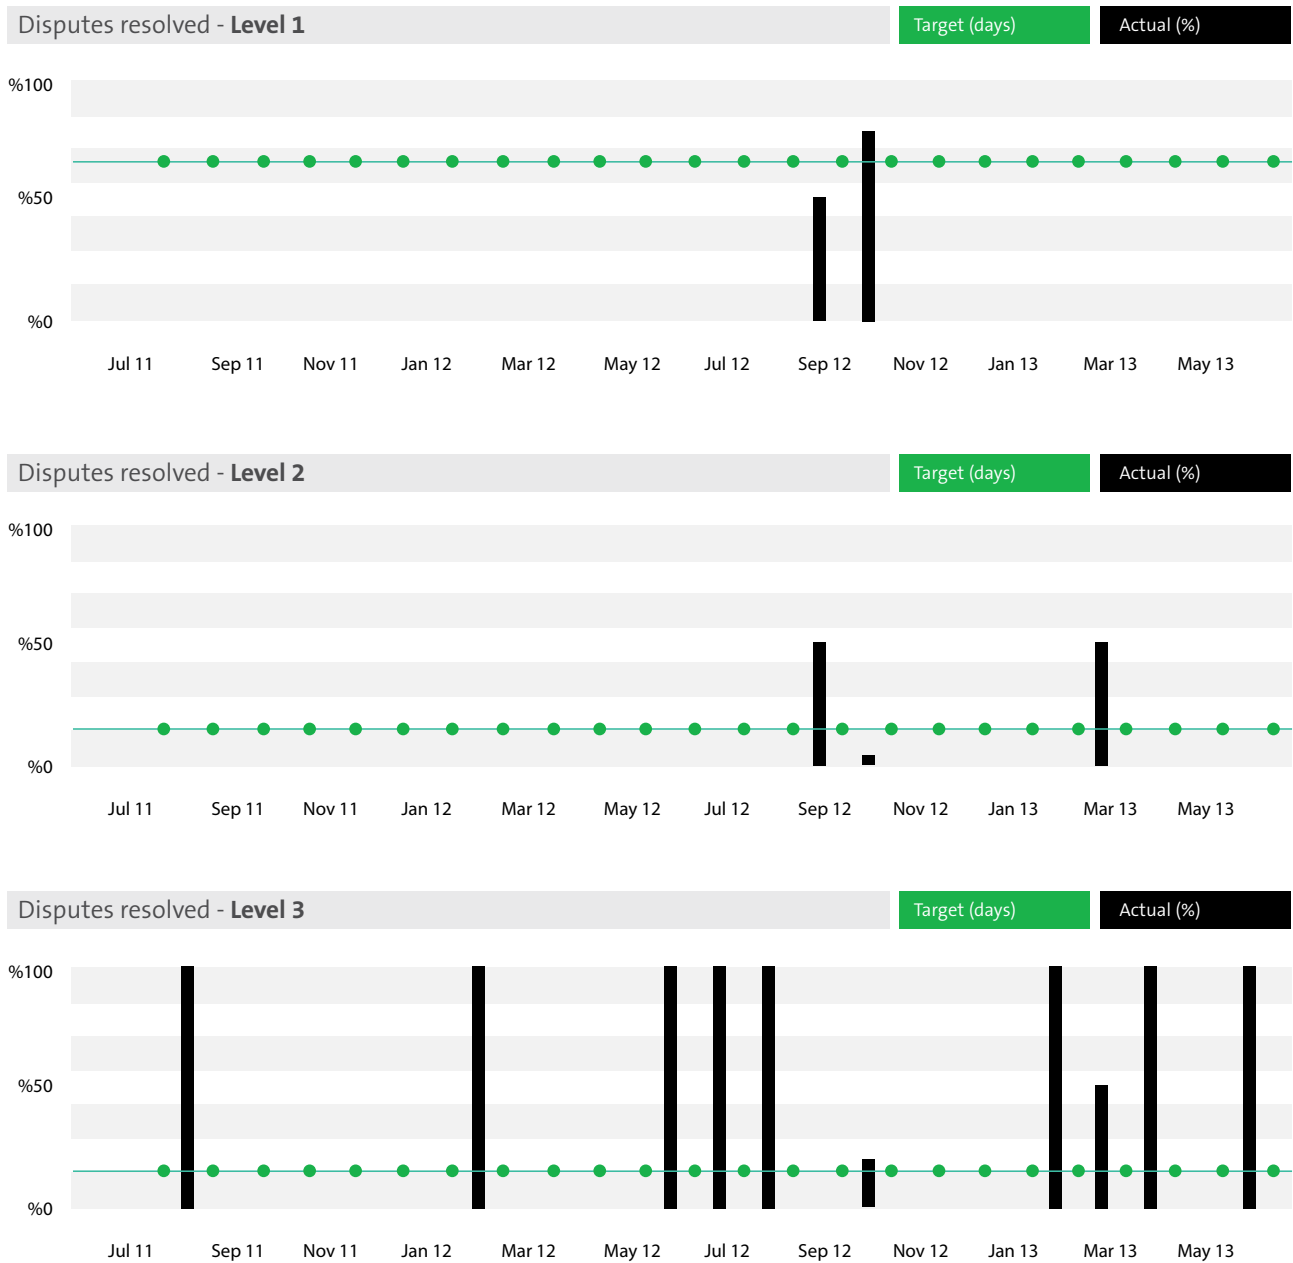 Disputes resolved - Level 1 Target (days) Actual (%)
%100
%50
%0
Jul 11 Sep 11 Nov 11 Jan 12 Mar 12 May 12 Jul 12 Sep 12 Nov 12 Jan 13 Mar 13 May 13
Disputes resolved - Level 2 Target (days) Actual (%)
%100
%50
%0
Jul 11 Sep 11 Nov 11 Jan 12 Mar 12 May 12 Jul 12 Sep 12 Nov 12 Jan 13 Mar 13 May 13
Disputes resolved - Level 3 Target (days) Actual (%)
%100
%50
%0
Jul 11 Sep 11 Nov 11 Jan 12 Mar 12 May 12 Jul 12 Sep 12 Nov 12 Jan 13 Mar 13 May 13